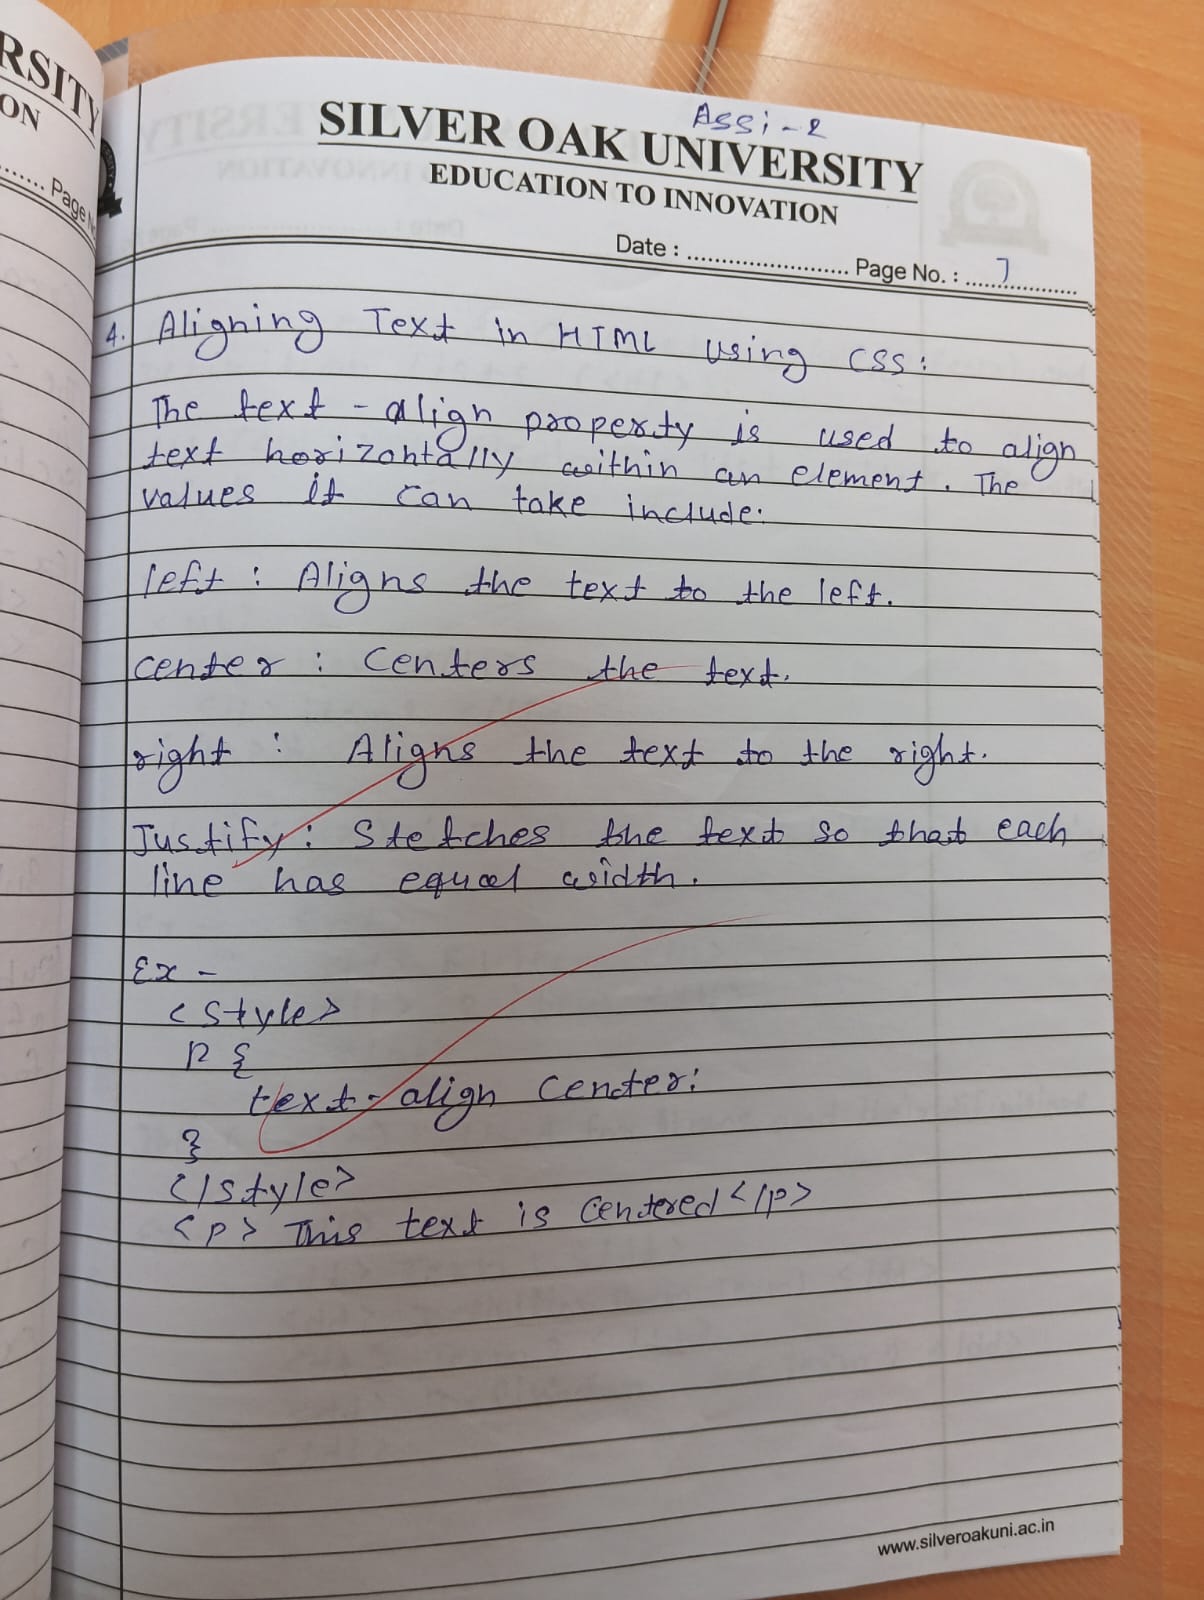 RSITY
ON
....... Page N
Assi-2
SILVER OAK UNIVERSITY
EDUCATION TO INNOVATION
Date : ........................ Page No. : 7
4. Aligning Text in HTML using CSS:
The text-align property is used to align
text horizontally within an element. The
values it can take include:
left : Aligns the text to the left.
center : Centers the text.
right : Aligns the text to the right.
Justify : Stetches the text so that each
line has equal width.
Ex -
<style>
p {
text-align center:
}
</style>
<p> This text is centered </p>
www.silveroakuni.ac.in